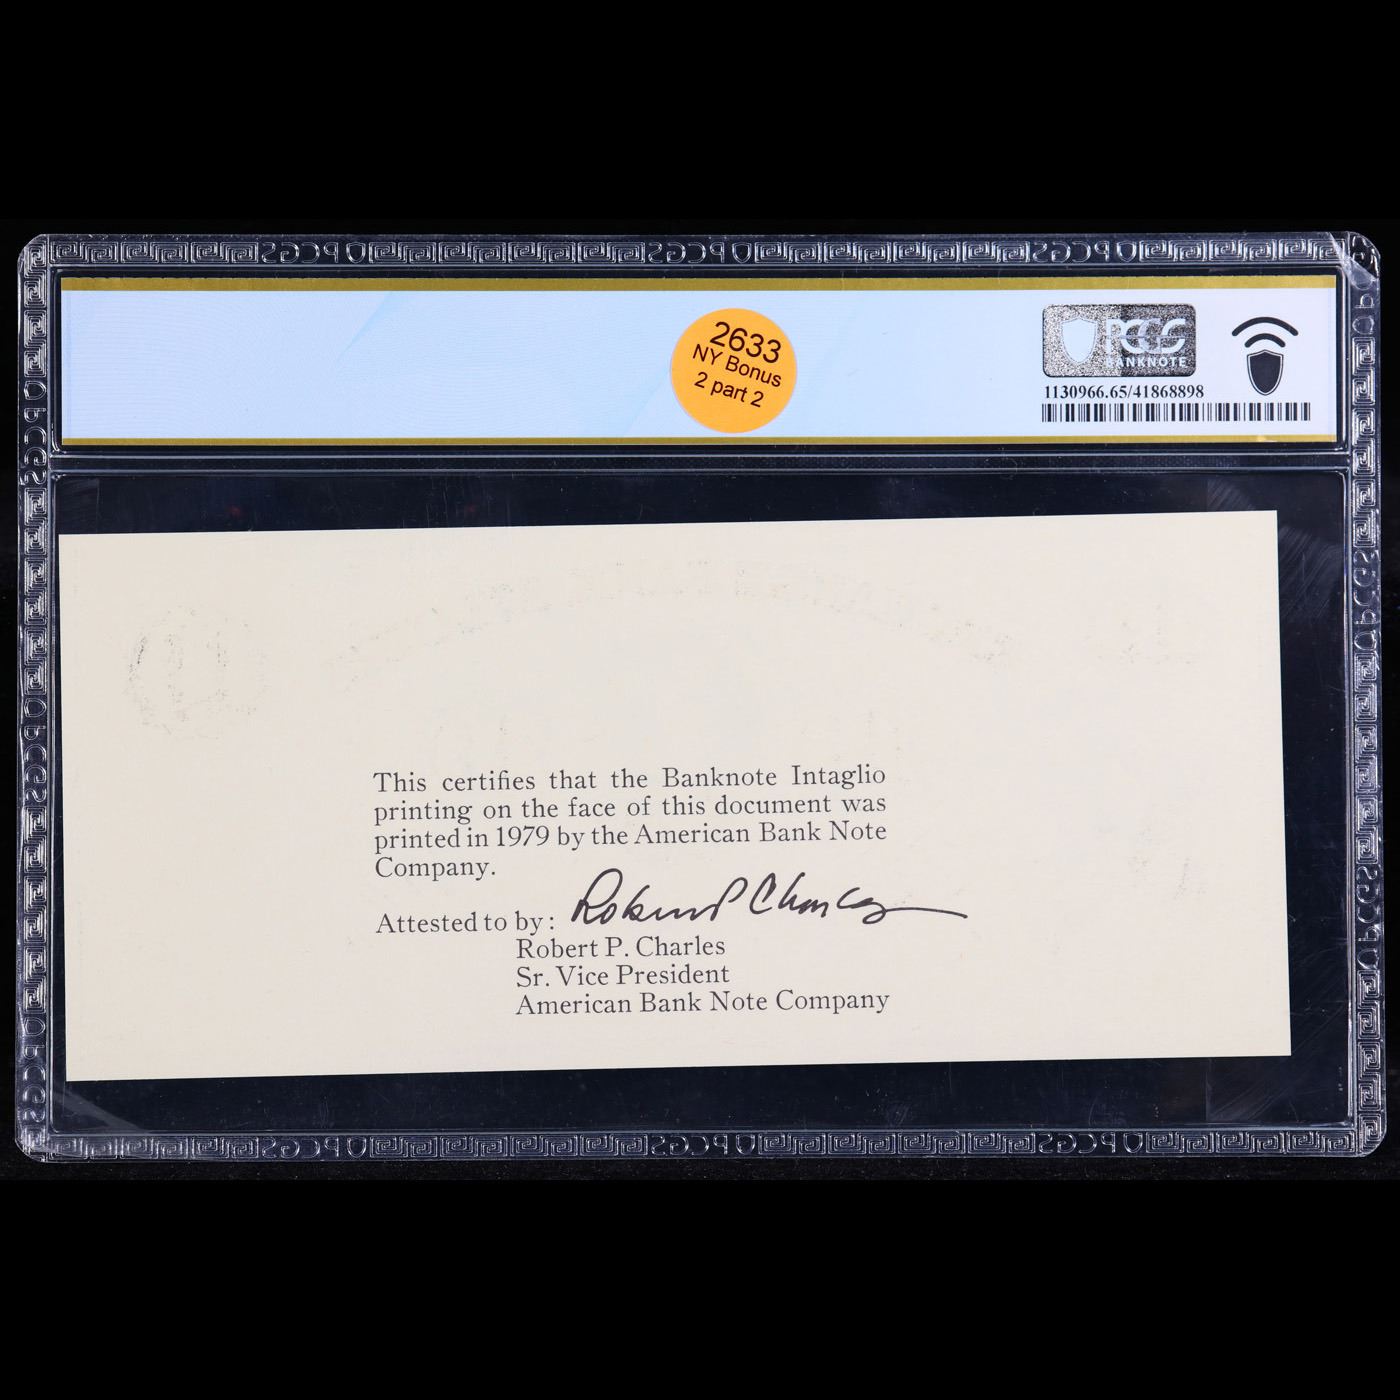 2633
NY Bonus
2 part 2
PCGS
BANKNOTE
1130966.65/41868898
This certifies that the Banknote Intaglio
printing on the face of this document was
printed in 1979 by the American Bank Note
Company.
Attested to by: Robert P Charles
Robert P. Charles
Sr. Vice President
American Bank Note Company